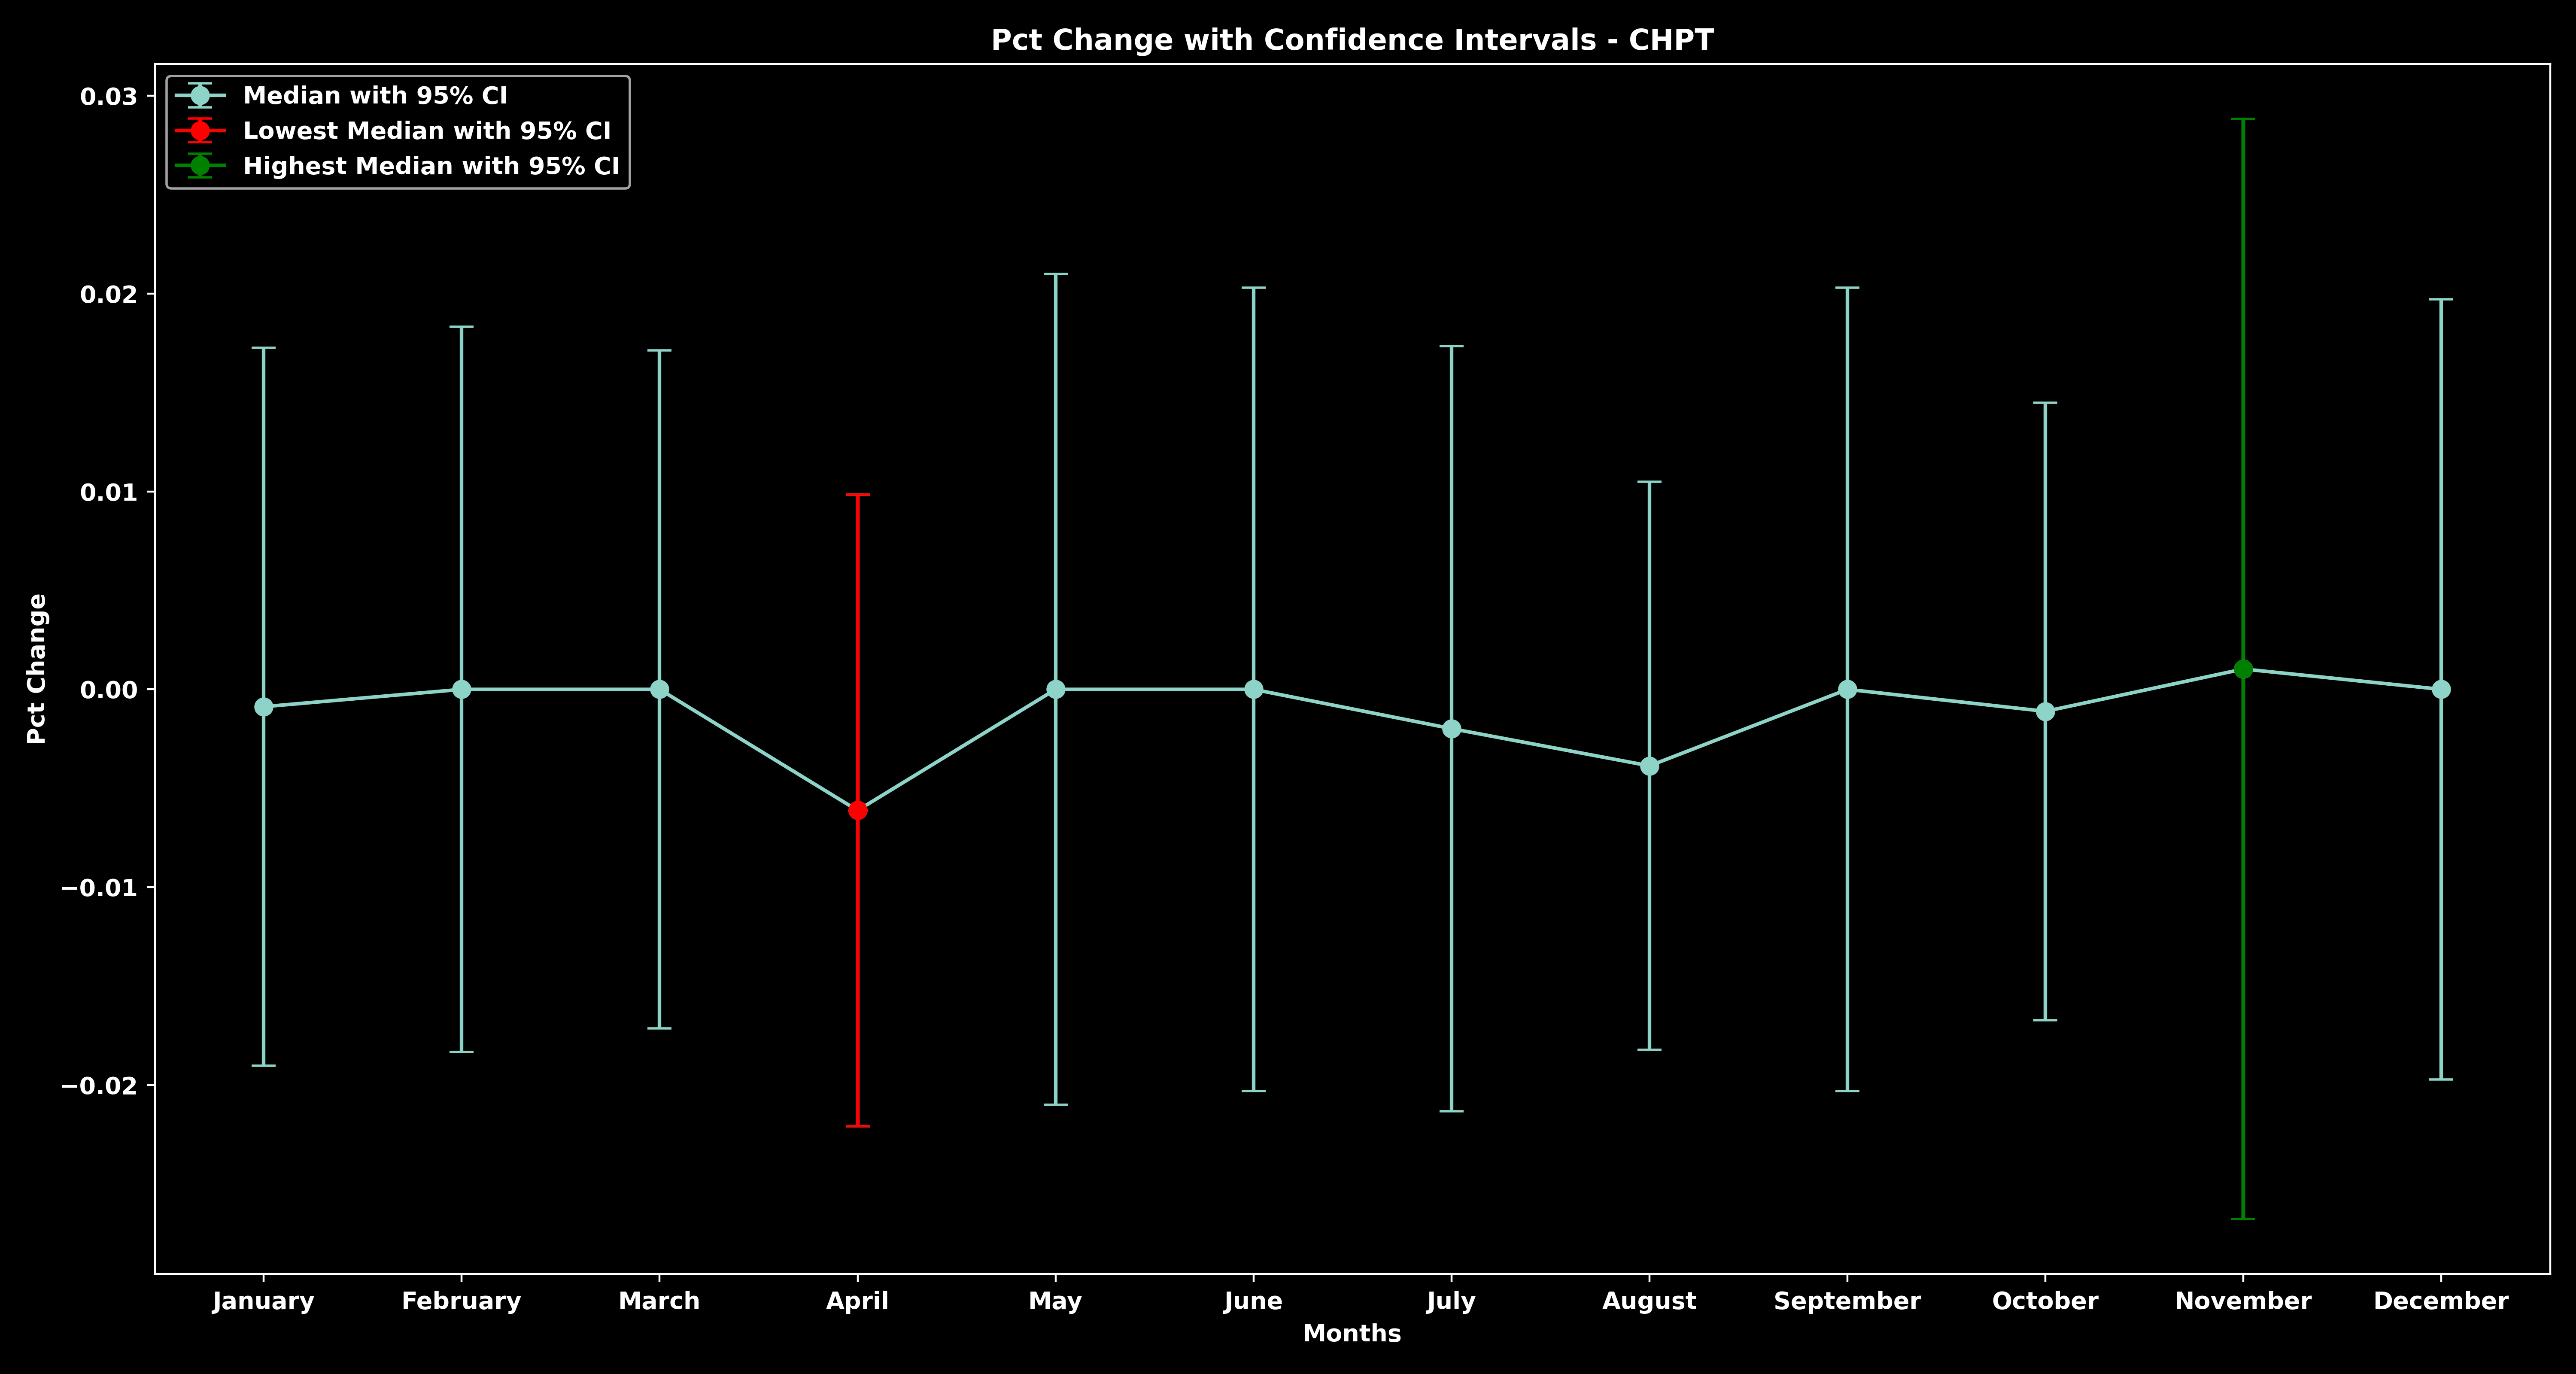 Pct Change with Confidence Intervals - CHPT
Median with 95% CI
Lowest Median with 95% CI
Highest Median with 95% CI
0.03
0.02
0.01
0.00
−0.01
−0.02
Pct Change
January February March April May June July August September October November December
Months